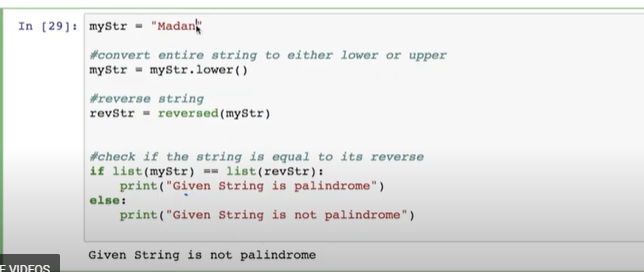 In [29]: myStr = "Madan"
#convert entire string to either lower or upper
myStr = myStr.lower()
#reverse string
revStr = reversed(myStr)
#check if the string is equal to its reverse
if list(myStr) == list(revStr):
    print("Given String is palindrome")
else:
    print("Given String is not palindrome")
Given String is not palindrome
E VIDEOS